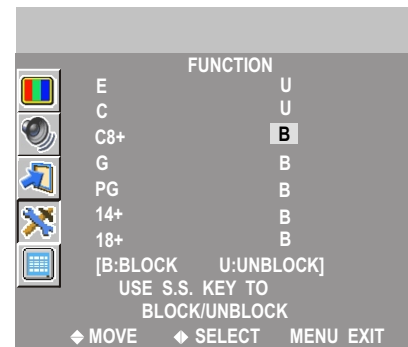 FUNCTION
E U
C U
C8+ B
G B
PG B
14+ B
18+ B
[B:BLOCK U:UNBLOCK]
USE S.S. KEY TO
BLOCK/UNBLOCK
MOVE SELECT MENU EXIT